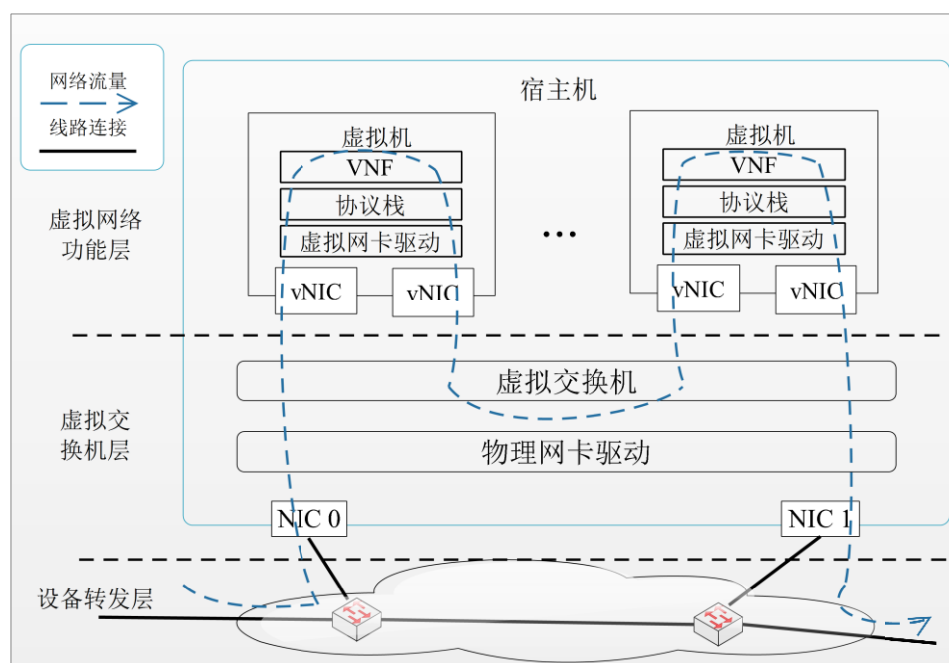 网络流量
线路连接
宿主机
虚拟机
VNF
协议栈
虚拟网卡驱动
vNIC
vNIC
...
虚拟机
VNF
协议栈
虚拟网卡驱动
vNIC
vNIC
虚拟网络
功能层
虚拟交换机
虚拟交
换机层
物理网卡驱动
NIC 0
NIC 1
设备转发层